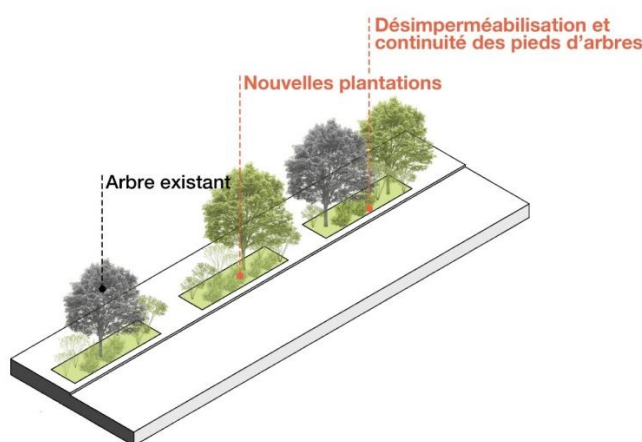 Désimperméabilisation et
continuité des pieds d’arbres
Nouvelles plantations
Arbre existant